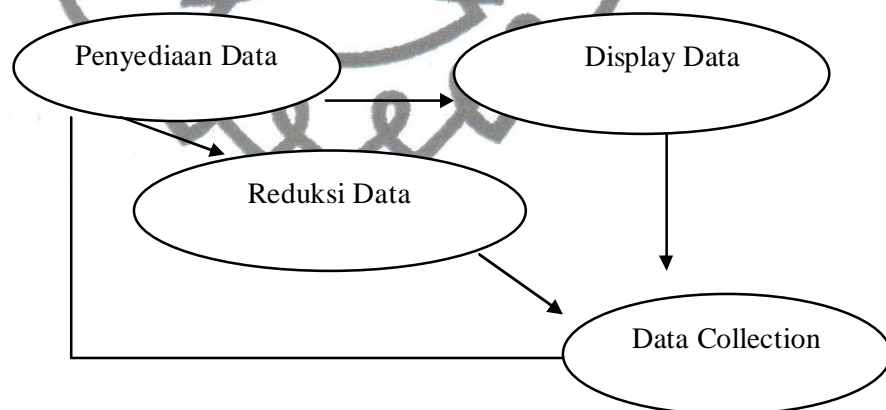 Penyediaan Data
Display Data
Reduksi Data
Data Collection